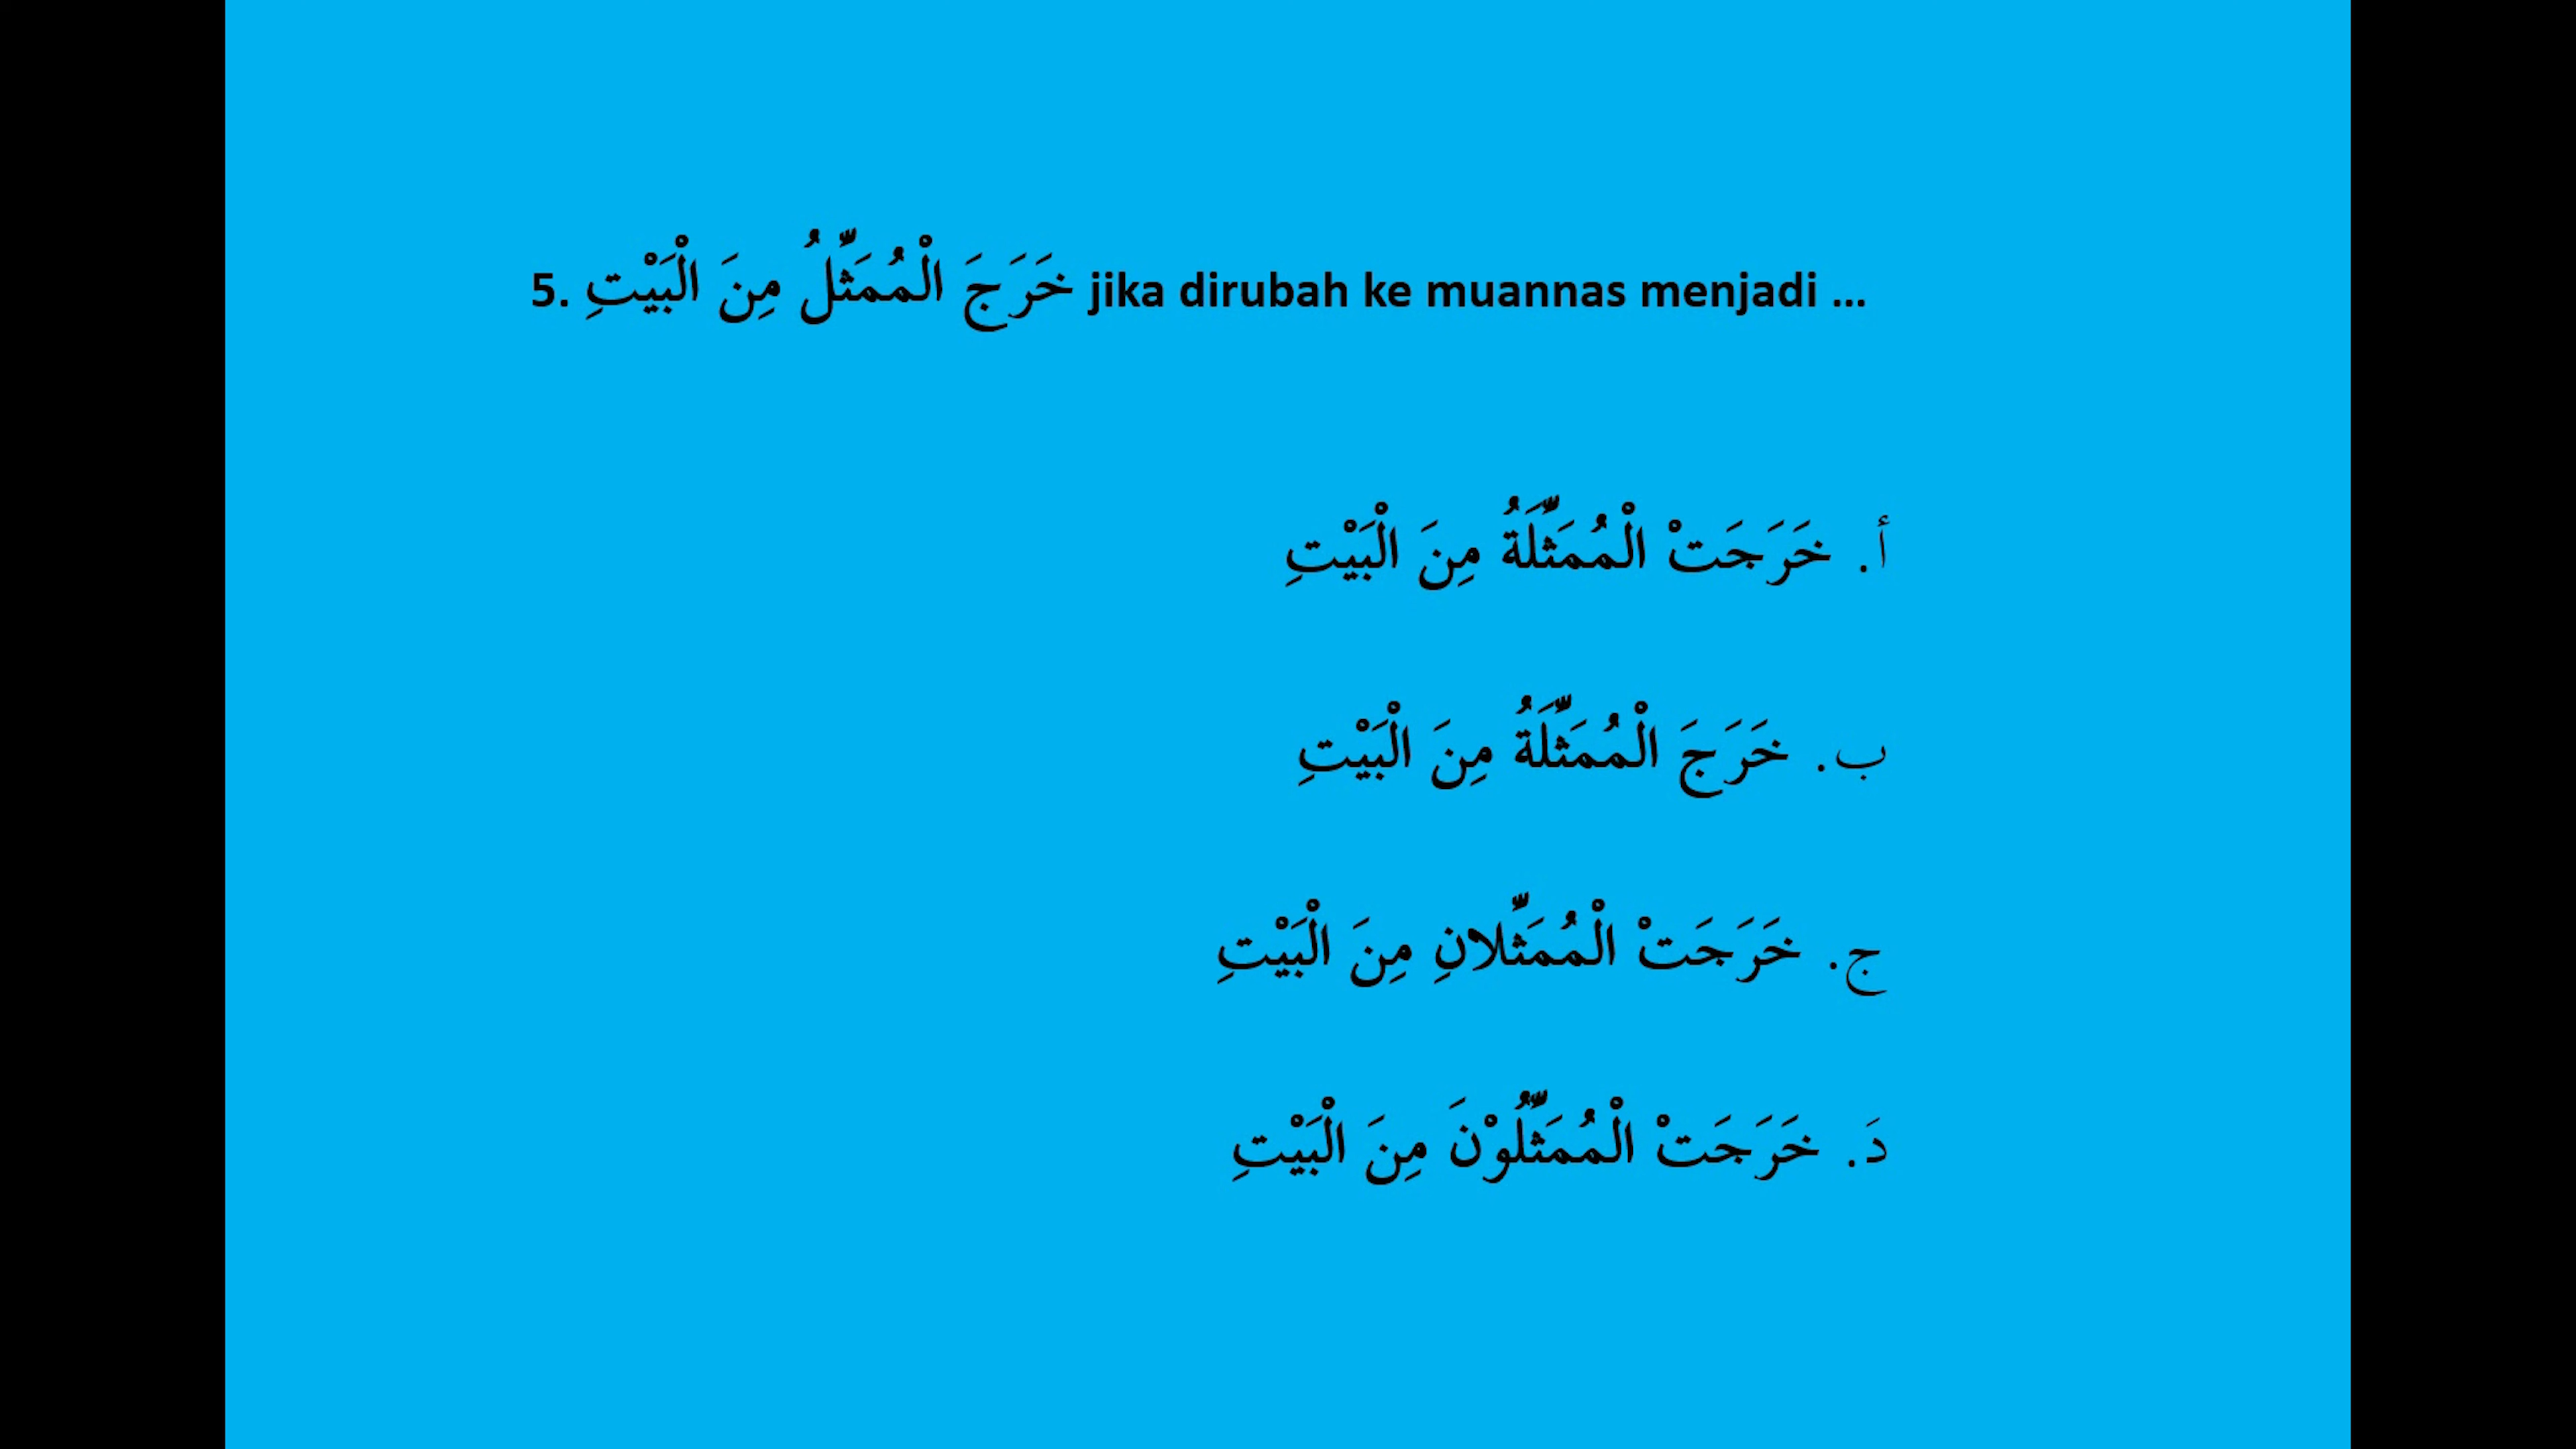 5. خَرَجَ الْمُمَثِّلُ مِنَ الْبَيْتِ jika dirubah ke muannas menjadi ...
أ. خَرَجَتْ الْمُمَثِّلَةُ مِنَ الْبَيْتِ
ب. خَرَجَ الْمُمَثِّلَةُ مِنَ الْبَيْتِ
ج. خَرَجَتْ الْمُمَثِّلانِ مِنَ الْبَيْتِ
دَ. خَرَجَتْ الْمُمَثِّلُوْنَ مِنَ الْبَيْتِ